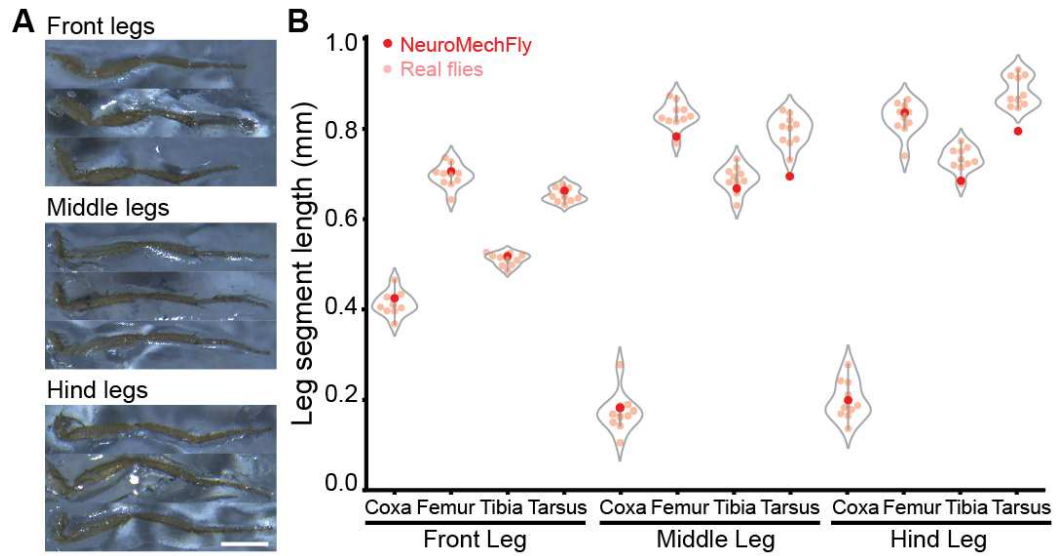 A
Front legs
Middle legs
Hind legs
B
NeuroMechFly
Real flies
Leg segment length (mm)
1.0
0.8
0.6
0.4
0.2
0.0
Coxa Femur Tibia Tarsus Coxa Femur Tibia Tarsus Coxa Femur Tibia Tarsus
Front Leg Middle Leg Hind Leg